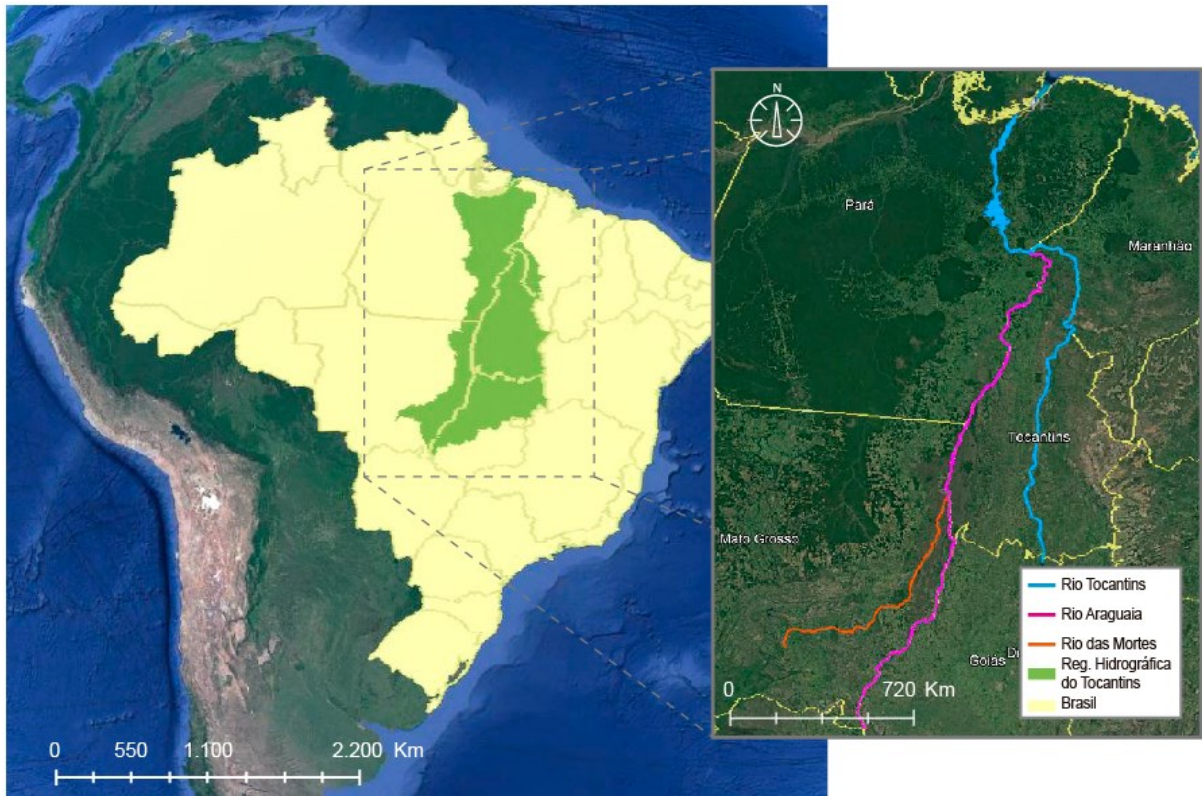 N
Pará
Maranhão
Tocantins
Mato Grosso
Goiás
Di
0 720 Km
Rio Tocantins
Rio Araguaia
Rio das Mortes
Reg. Hidrográfica
do Tocantins
Brasil
0 550 1.100 2.200 Km